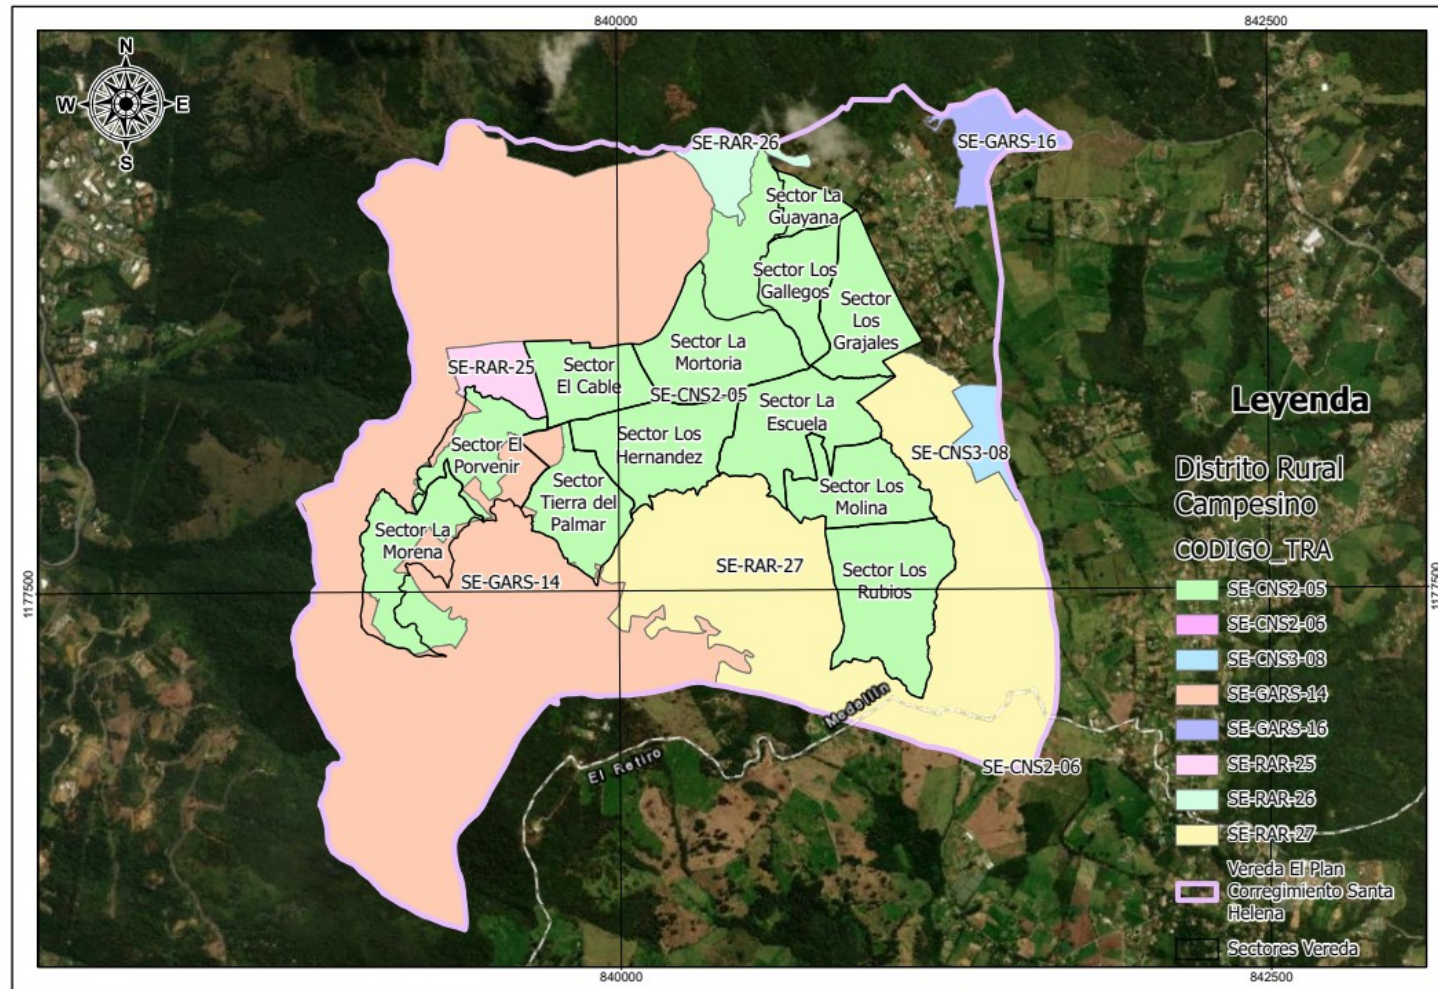 840000
842500
N
W
E
S
SE-RAR-26
SE-GARS-16
Sector La
Guayana
Sector Los
Gallegos
Sector
Los
Grajales
Sector La
Mortoria
SE-RAR-25
Sector
El Cable
SE-CNS2-05
Sector La
Escuela
Sector El
Porvenir
Sector Los
Hernandez
SE-CNS3-08
Sector
Tierra del
Palmar
Sector Los
Molina
Sector La
Morena
SE-GARS-14
SE-RAR-27
Sector Los
Rubios
1177500
1177500
Medellin
El Retiro
SE-CNS2-06
Leyenda
Distrito Rural
Campesino
CODIGO_TRA
SE-CNS2-05
SE-CNS2-06
SE-CNS3-08
SE-GARS-14
SE-GARS-16
SE-RAR-25
SE-RAR-26
SE-RAR-27
Vereda El Plan
Corregimiento Santa
Helena
Sectores Vereda
840000
842500